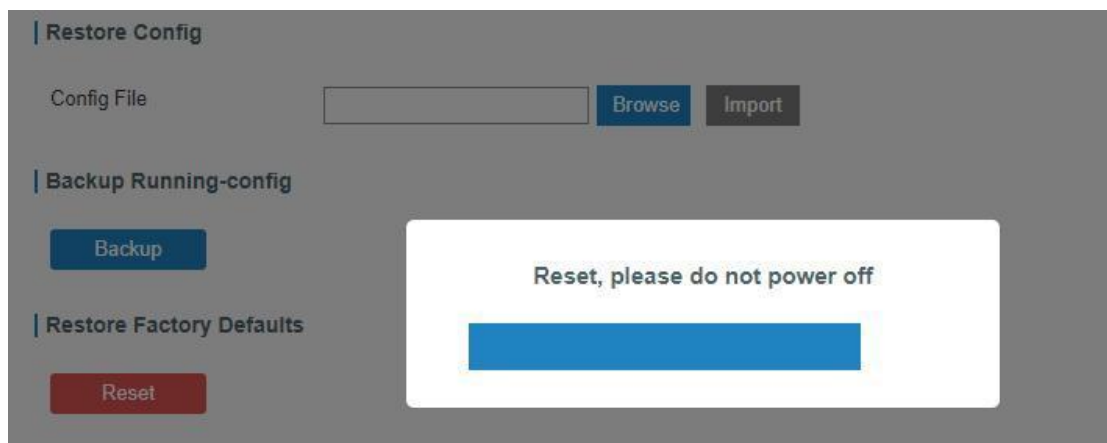 Restore Config
Config File
Browse Import
Backup Running-config
Backup
Reset, please do not power off
Restore Factory Defaults
Reset